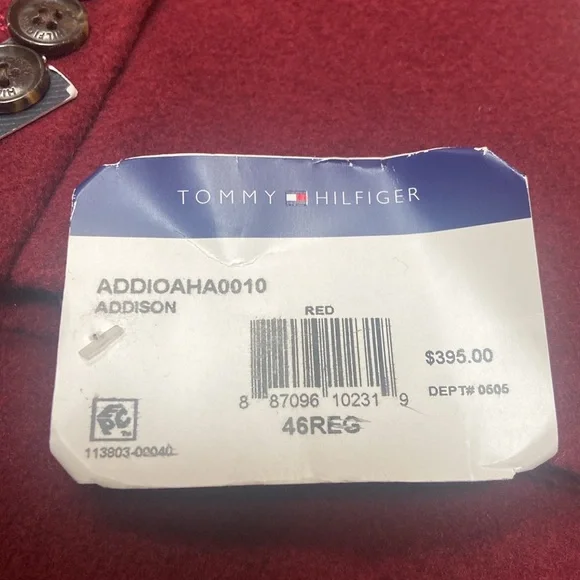 TOMMY HILFIGER
ADDIOAHA0010
ADDISON
RED
$395.00
8 87096 10231 9
DEPT# 0505
46REG
113803-00040